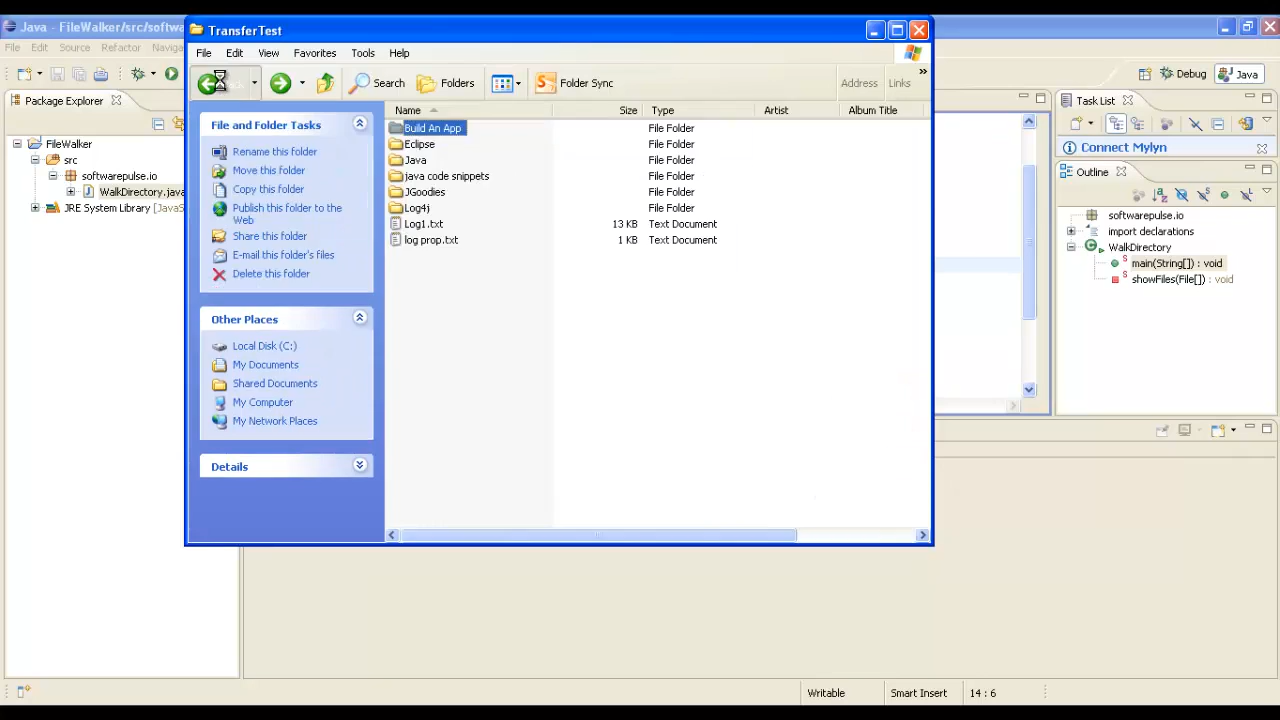 Java - FileWalker/src/softwa
TransferTest
File Edit Source Refactor Naviga
File Edit View Favorites Tools Help
Search Folders Folder Sync Address Links »
Debug Java
Package Explorer
FileWalker
src
softwarepulse.io
WalkDirectory.java
JRE System Library [JavaS
File and Folder Tasks
Rename this folder
Move this folder
Copy this folder
Publish this folder to the
Web
Share this folder
E-mail this folder's files
Delete this folder
Other Places
Local Disk (C:)
My Documents
Shared Documents
My Computer
My Network Places
Details
Name Size Type Artist Album Title
Build An App File Folder
Eclipse File Folder
Java File Folder
java code snippets File Folder
JGoodies File Folder
Log4j File Folder
Log1.txt 13 KB Text Document
log prop.txt 1 KB Text Document
Task List
Connect Mylyn
Outline
softwarepulse.io
import declarations
WalkDirectory
main(String[]) : void
showFiles(File[]) : void
Writable Smart Insert 14 : 6